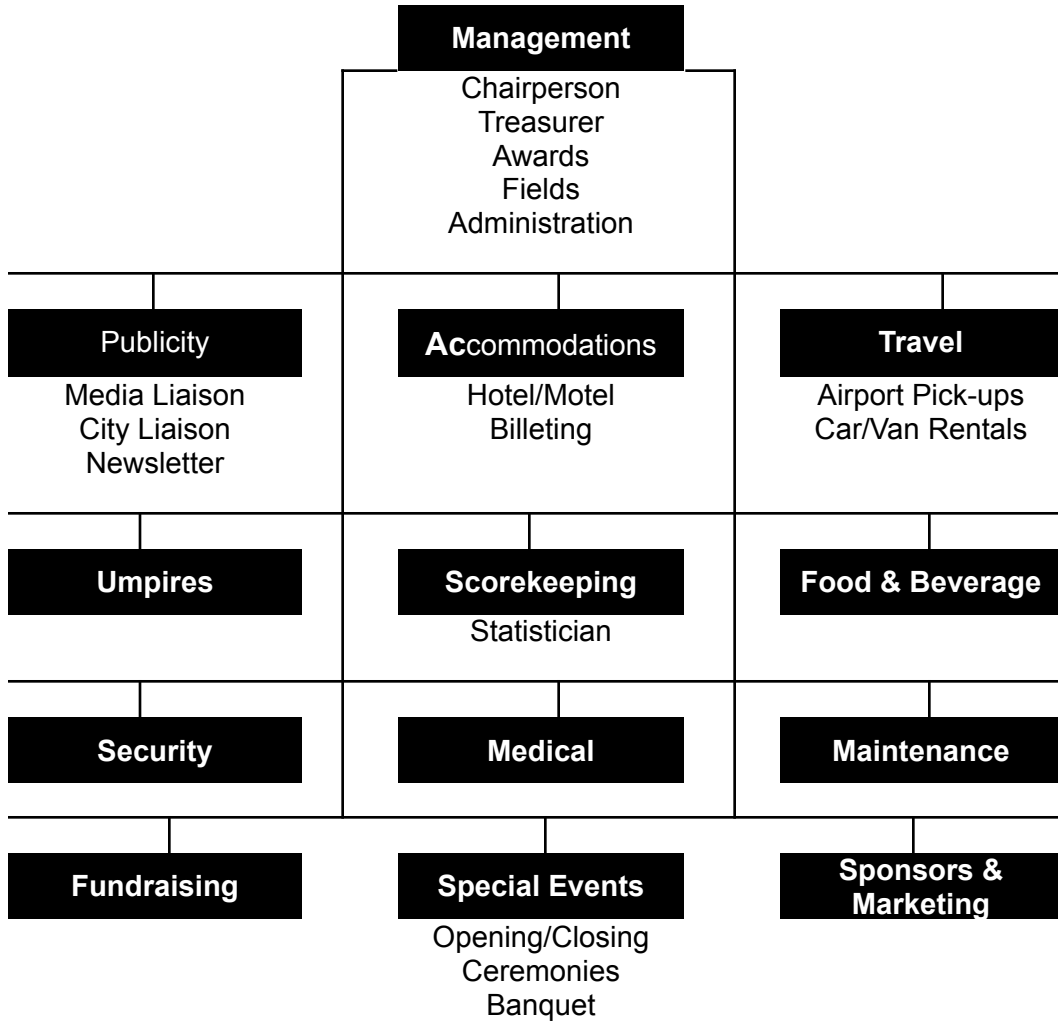 Management
Chairperson
Treasurer
Awards
Fields
Administration
Publicity
Media Liaison
City Liaison
Newsletter
Accommodations
Hotel/Motel
Billeting
Travel
Airport Pick-ups
Car/Van Rentals
Umpires
Scorekeeping
Statistician
Food & Beverage
Security
Medical
Maintenance
Fundraising
Special Events
Opening/Closing
Ceremonies
Banquet
Sponsors &
Marketing